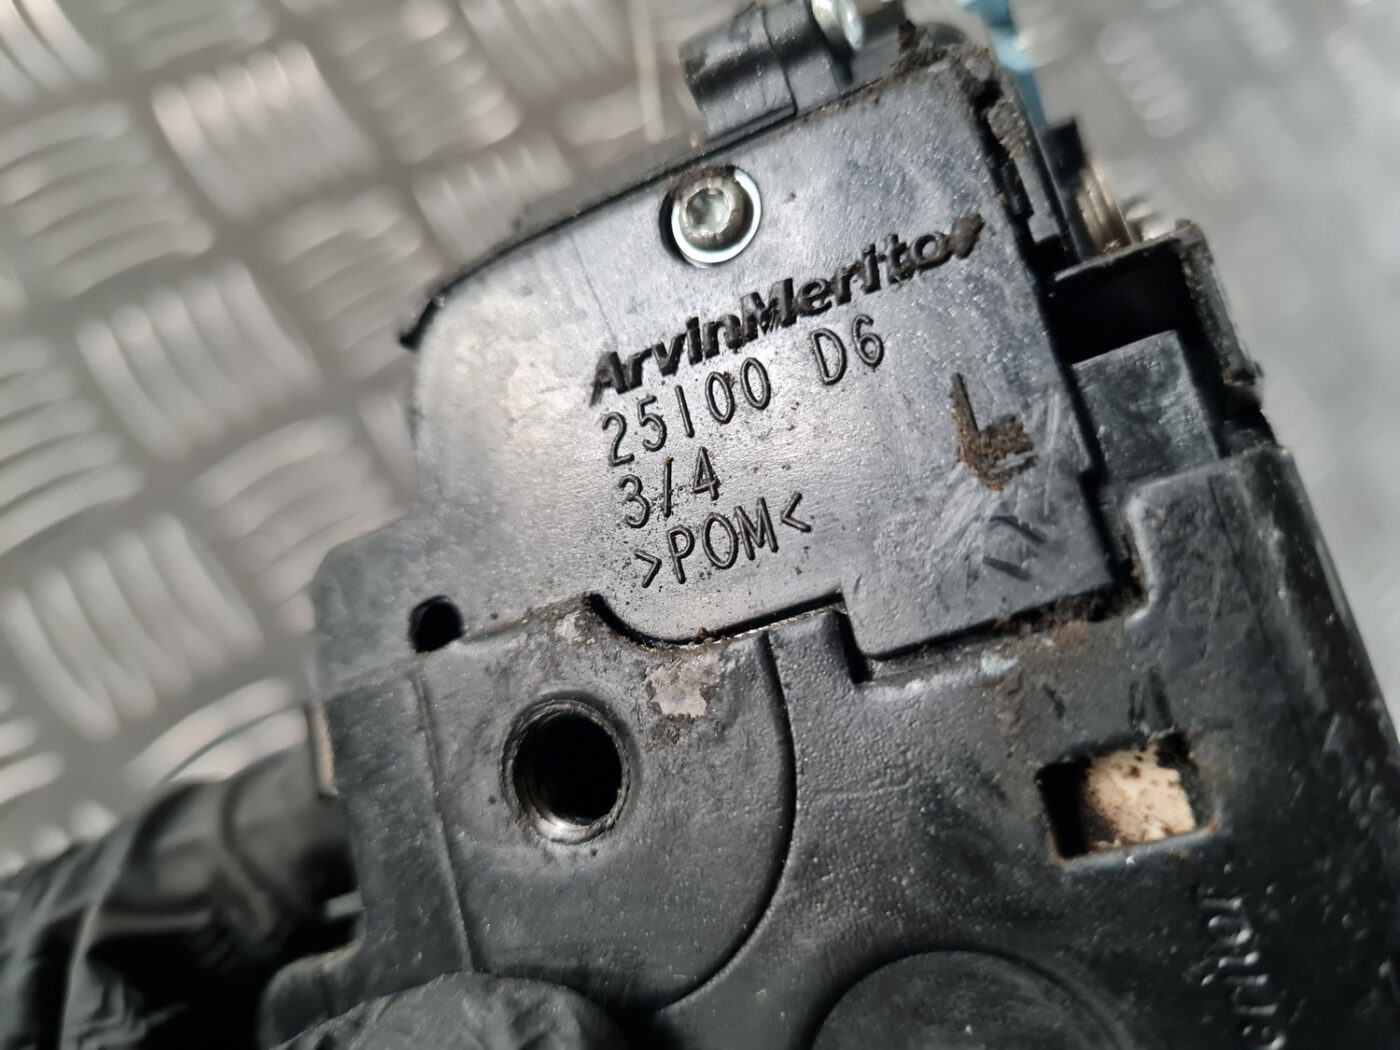 ArvinMeritor
25100 D6
3/4
>POM<
L